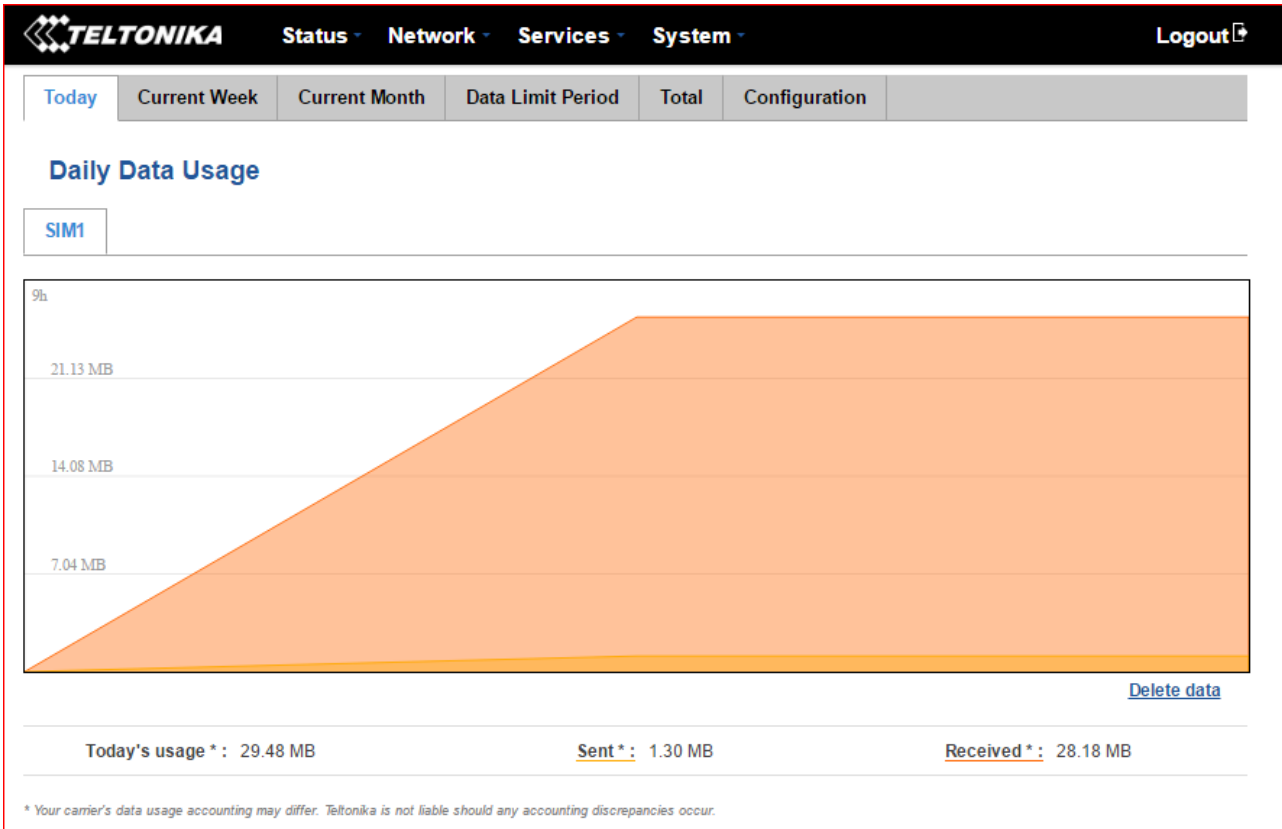 TELTONIKA Status Network Services System Logout
Today Current Week Current Month Data Limit Period Total Configuration
Daily Data Usage
SIM1
9h
21.13 MB
14.08 MB
7.04 MB
Delete data
Today's usage * : 29.48 MB Sent * : 1.30 MB Received * : 28.18 MB
* Your carrier's data usage accounting may differ. Teltonika is not liable should any accounting discrepancies occur.